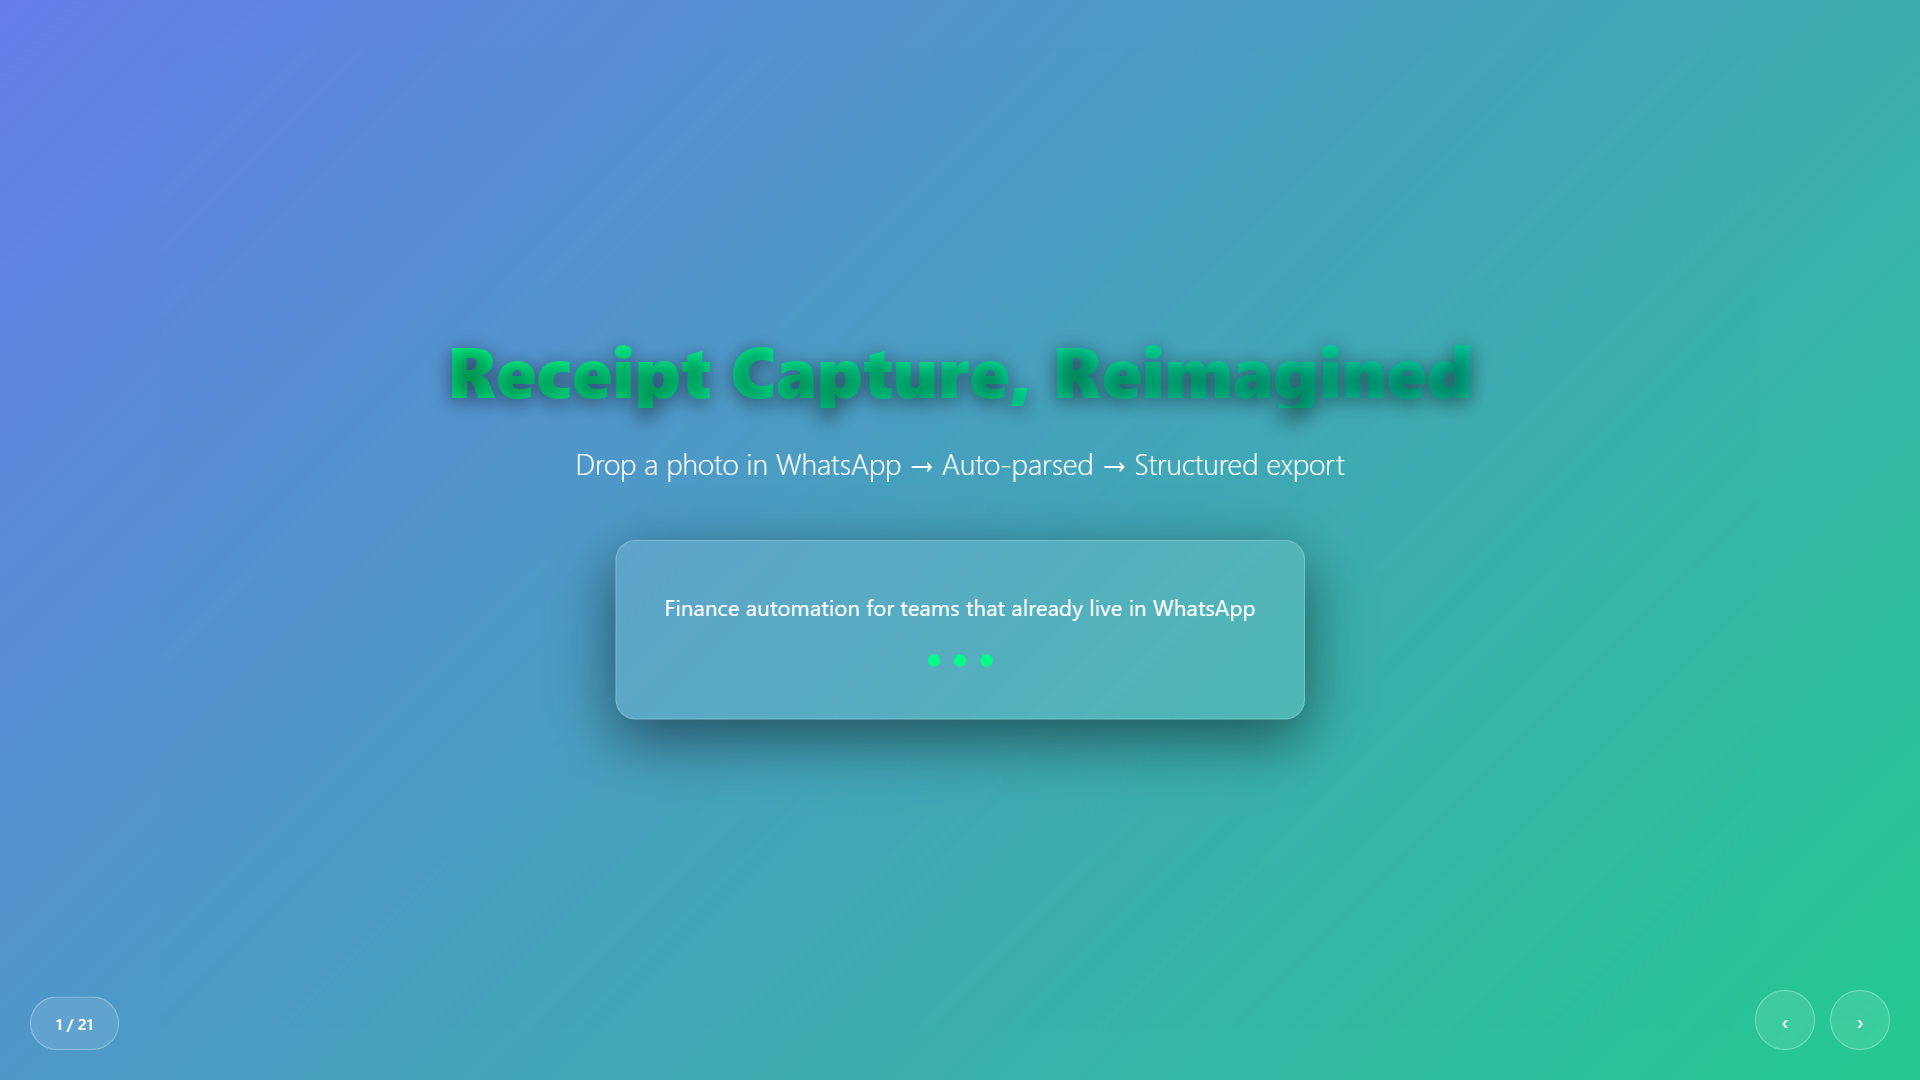 Receipt Capture, Reimagined
Drop a photo in WhatsApp → Auto-parsed → Structured export
Finance automation for teams that already live in WhatsApp
1 / 21
‹ ›